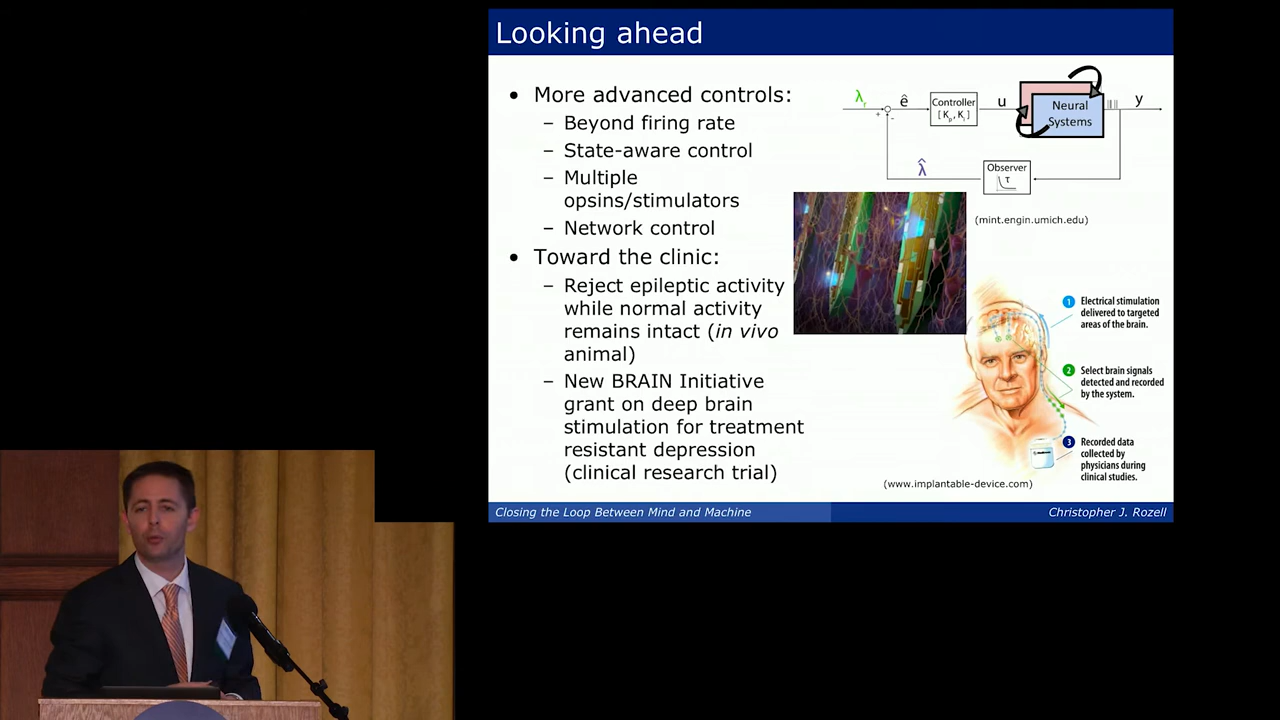 Looking ahead
• More advanced controls:
– Beyond firing rate
– State-aware control
– Multiple
opsins/stimulators
– Network control
• Toward the clinic:
– Reject epileptic activity
while normal activity
remains intact (in vivo
animal)
– New BRAIN Initiative
grant on deep brain
stimulation for treatment
resistant depression
(clinical research trial)
λr
+
-
ê
Controller
[ Kp, Ki ]
u
Neural
Systems
y
λ̂
Observer
τ
(mint.engin.umich.edu)
1 Electrical stimulation
delivered to targeted
areas of the brain.
2 Select brain signals
detected and recorded
by the system.
3 Recorded data
collected by
physicians during
clinical studies.
(www.implantable-device.com)
Closing the Loop Between Mind and Machine
Christopher J. Rozell